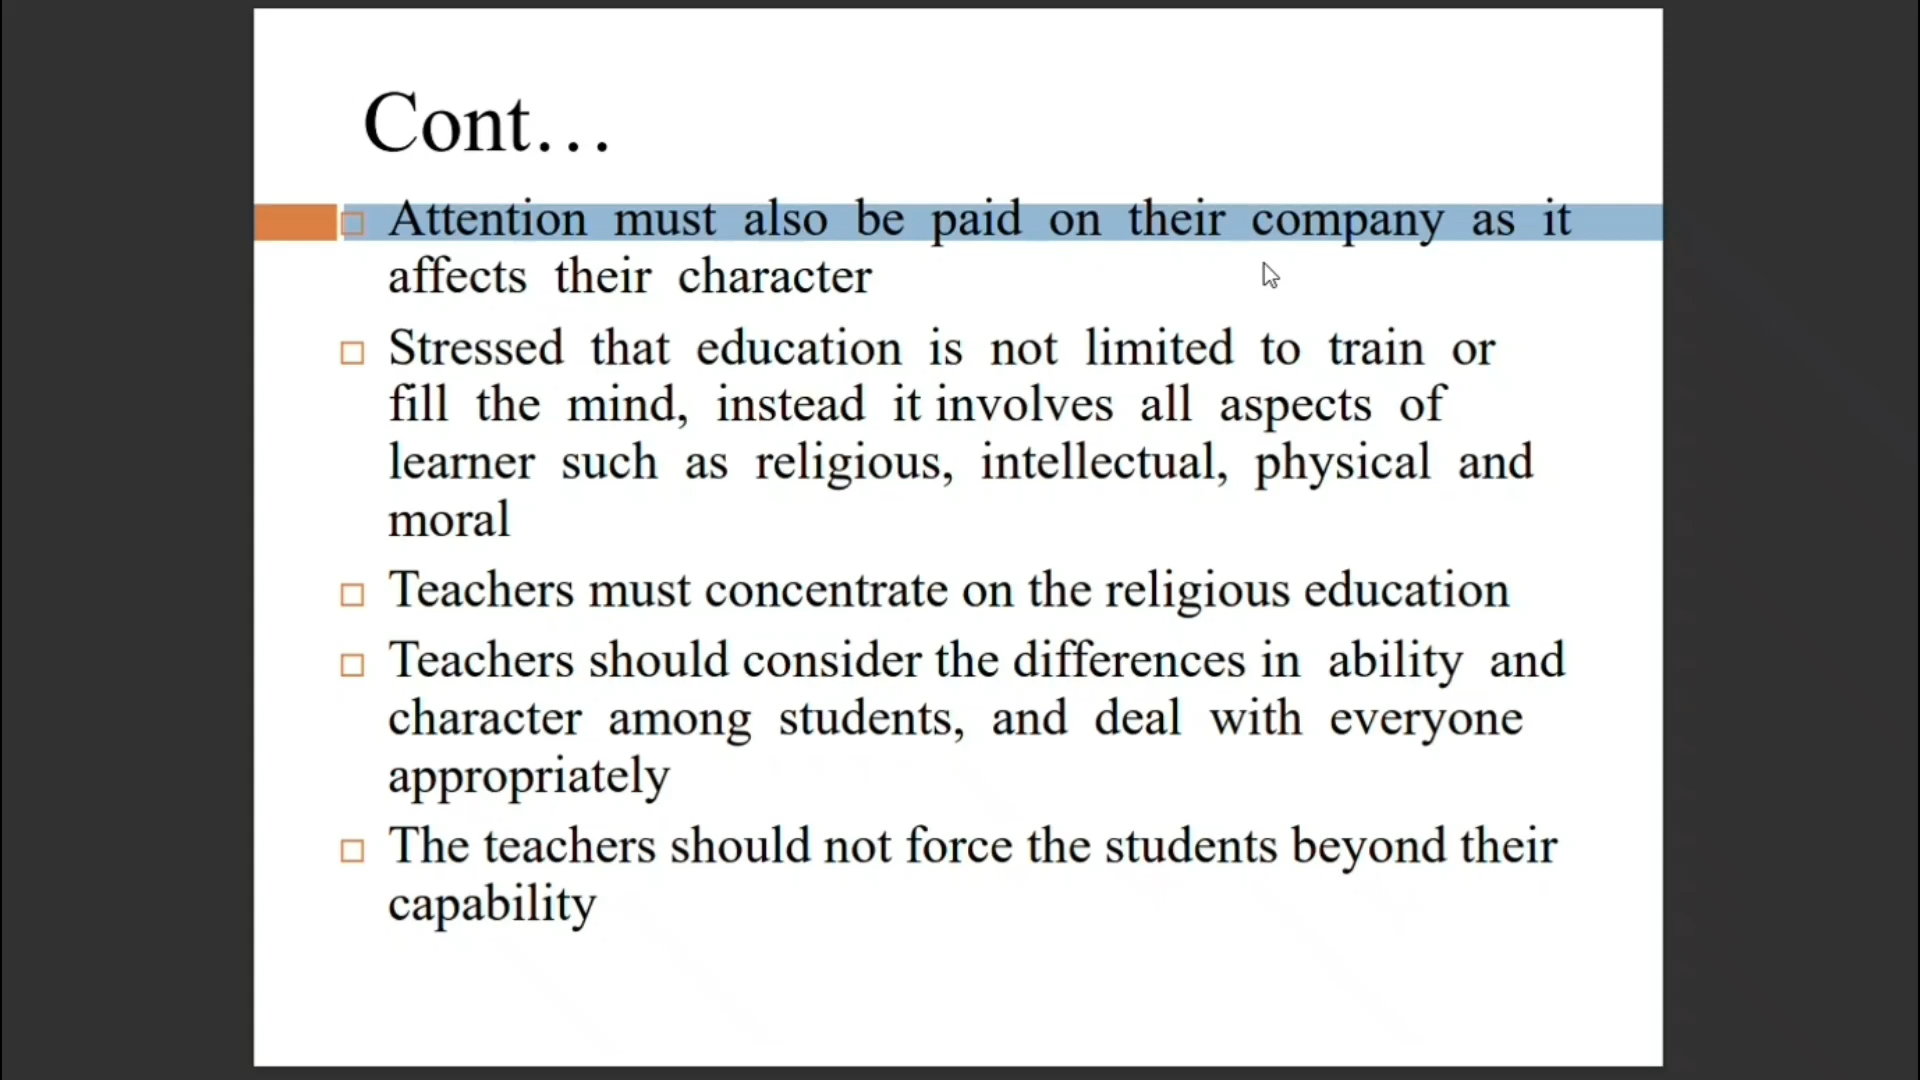 Cont...
Attention must also be paid on their company as it
affects their character
Stressed that education is not limited to train or
fill the mind, instead it involves all aspects of
learner such as religious, intellectual, physical and
moral
Teachers must concentrate on the religious education
Teachers should consider the differences in ability and
character among students, and deal with everyone
appropriately
The teachers should not force the students beyond their
capability